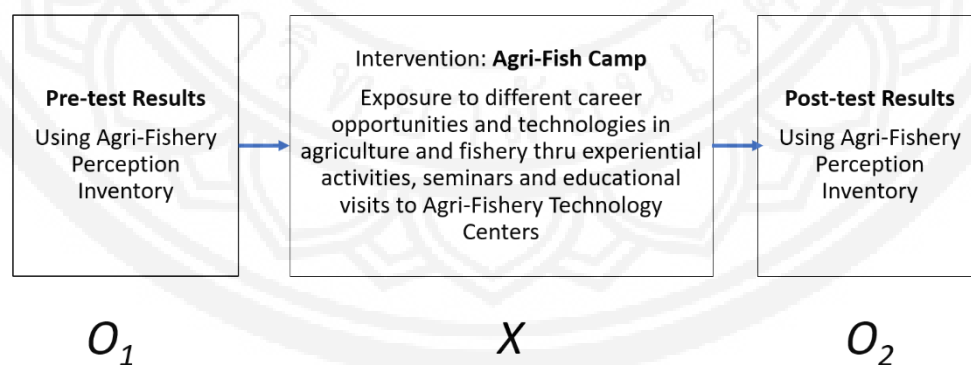 Pre-test Results
Using Agri-Fishery
Perception
Inventory
Intervention: Agri-Fish Camp
Exposure to different career
opportunities and technologies in
agriculture and fishery thru experiential
activities, seminars and educational
visits to Agri-Fishery Technology
Centers
Post-test Results
Using Agri-Fishery
Perception
Inventory
O1
X
O2